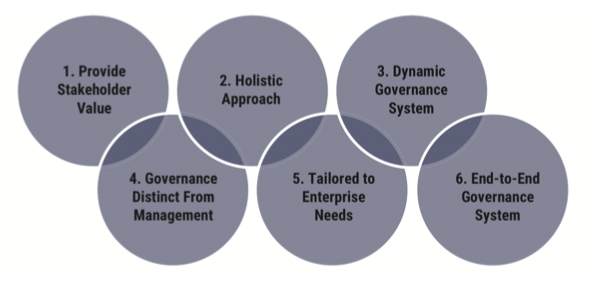 1. Provide
Stakeholder
Value
2. Holistic
Approach
3. Dynamic
Governance
System
4. Governance
Distinct From
Management
5. Tailored to
Enterprise
Needs
6. End-to-End
Governance
System